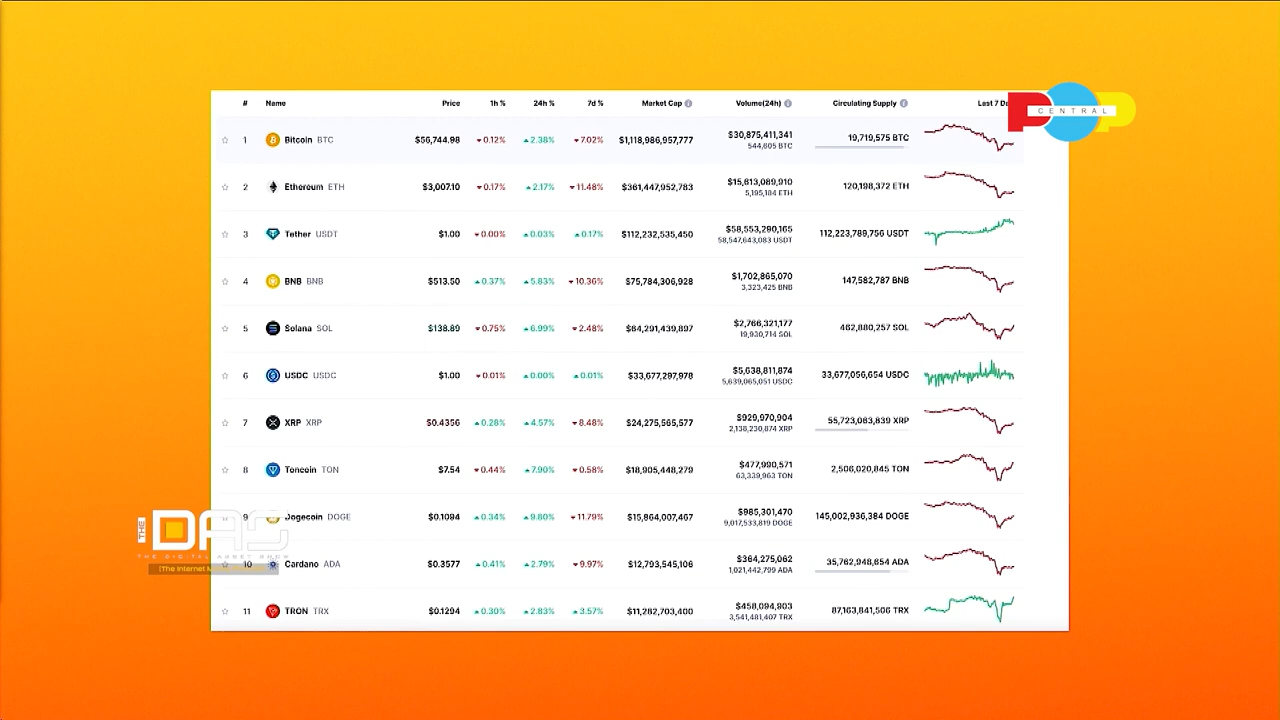 # Name Price 1h % 24h % 7d % Market Cap Volume(24h) Circulating Supply Last 7 Da
1 Bitcoin BTC $56,744.98 0.12% 2.38% 7.02% $1,118,986,957,777 $30,875,411,341 19,719,575 BTC
544,605 BTC
2 Ethereum ETH $3,007.10 0.17% 2.17% 11.48% $361,447,952,783 $15,613,089,910 120,198,372 ETH
5,195,184 ETH
3 Tether USDT $1.00 0.00% 0.03% 0.17% $112,232,535,450 $58,553,290,165 112,223,789,756 USDT
58,547,643,083 USDT
4 BNB BNB $513.50 0.37% 5.83% 10.36% $75,784,306,928 $1,702,865,070 147,582,787 BNB
3,323,425 BNB
5 Solana SOL $138.89 0.75% 6.99% 2.48% $64,291,439,897 $2,766,321,177 462,880,257 SOL
19,930,714 SOL
6 USDC USDC $1.00 0.01% 0.00% 0.01% $33,677,297,978 $5,638,811,874 33,677,056,654 USDC
5,639,065,051 USDC
7 XRP XRP $0.4356 0.28% 4.57% 8.48% $24,275,565,577 $929,970,904 55,723,063,839 XRP
2,138,230,874 XRP
8 Toncoin TON $7.54 0.44% 7.90% 0.58% $18,905,448,279 $477,990,571 2,506,020,845 TON
63,339,963 TON
9 Dogecoin DOGE $0.1094 0.34% 9.80% 11.79% $15,864,007,467 $985,301,470 145,002,936,384 DOGE
9,017,533,819 DOGE
10 Cardano ADA $0.3577 0.41% 2.79% 9.97% $12,793,545,106 $364,275,062 35,762,948,654 ADA
1,021,442,799 ADA
11 TRON TRX $0.1294 0.30% 2.83% 3.57% $11,282,703,400 $458,094,903 87,163,841,506 TRX
3,541,481,407 TRX
POP
CENTRAL
THE DAS
THE DIGITAL ASSET SHOW
[The Internet M